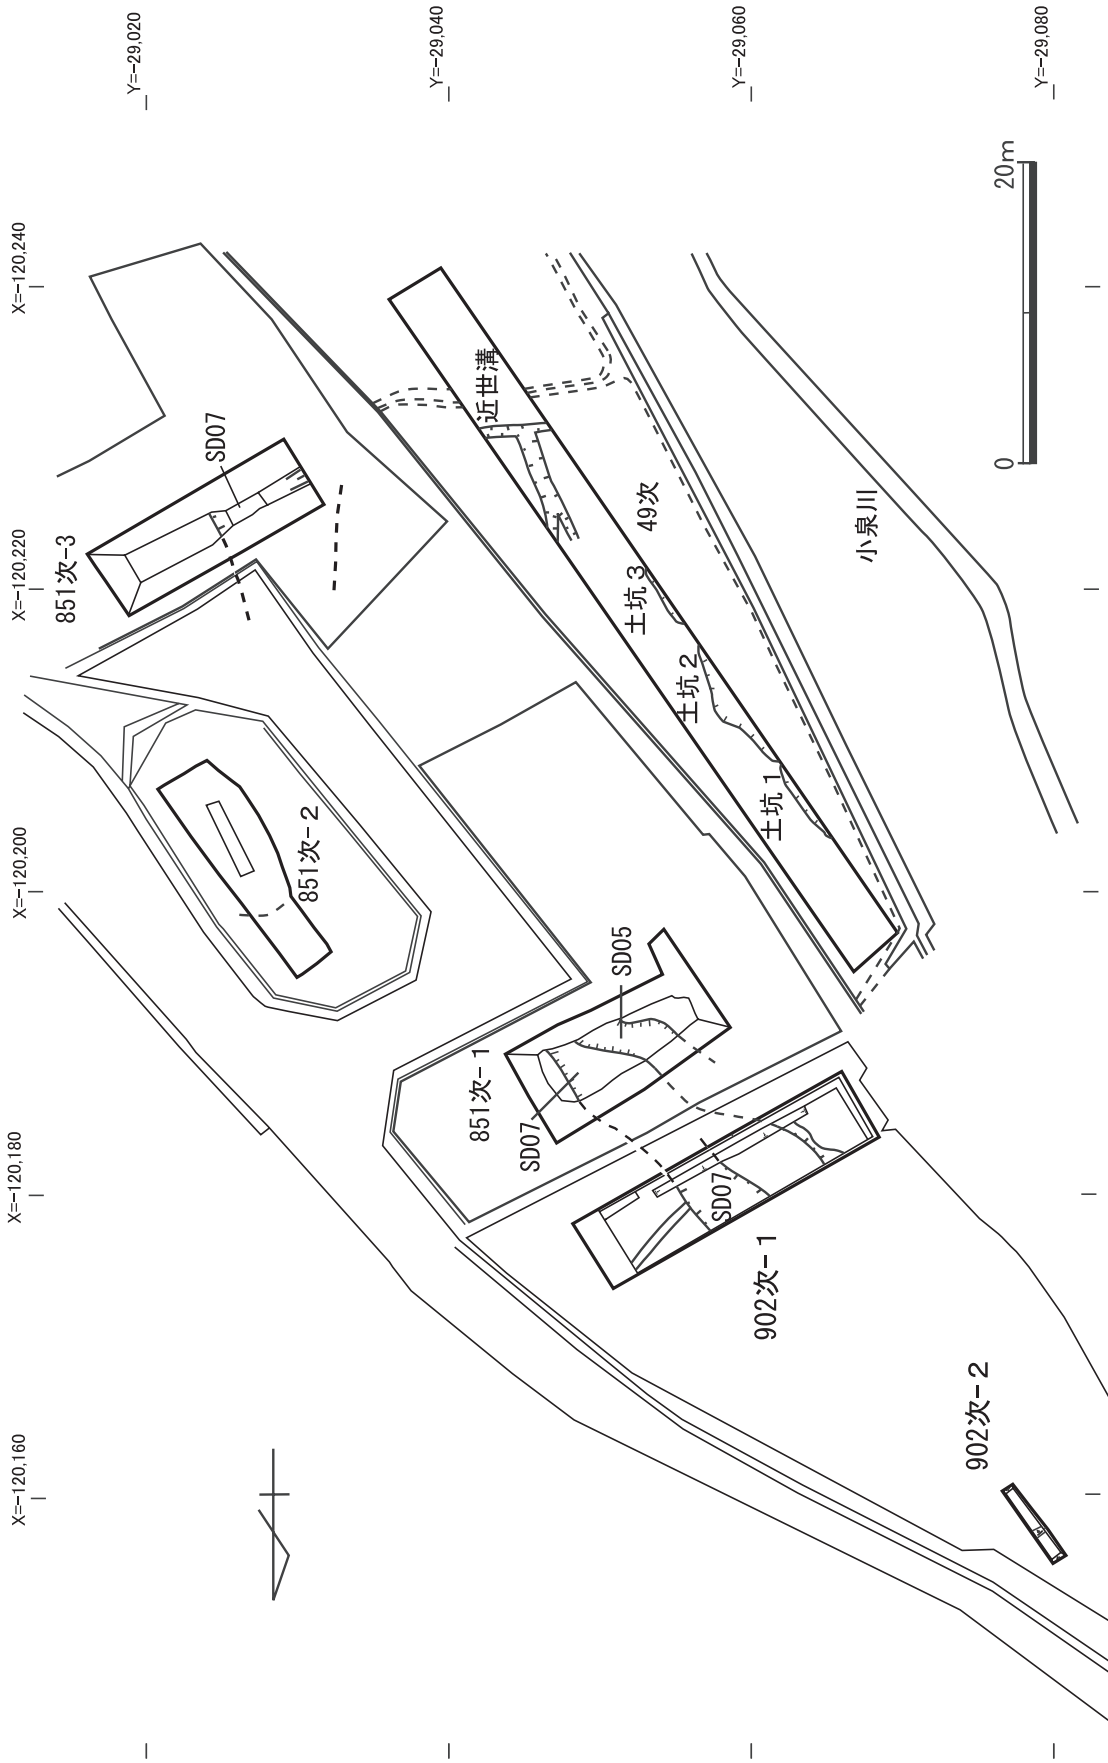 Y=-29,020
Y=-29,040
Y=-29,060
Y=-29,080
X=-120,240
X=-120,220
X=-120,200
X=-120,180
X=-120,160
20m
0
近世溝
SD07
851次-3
49次
小泉川
土坑3
土坑2
土坑1
851次-2
SD05
851次-1
SD07
SD07
902次-1
902次-2